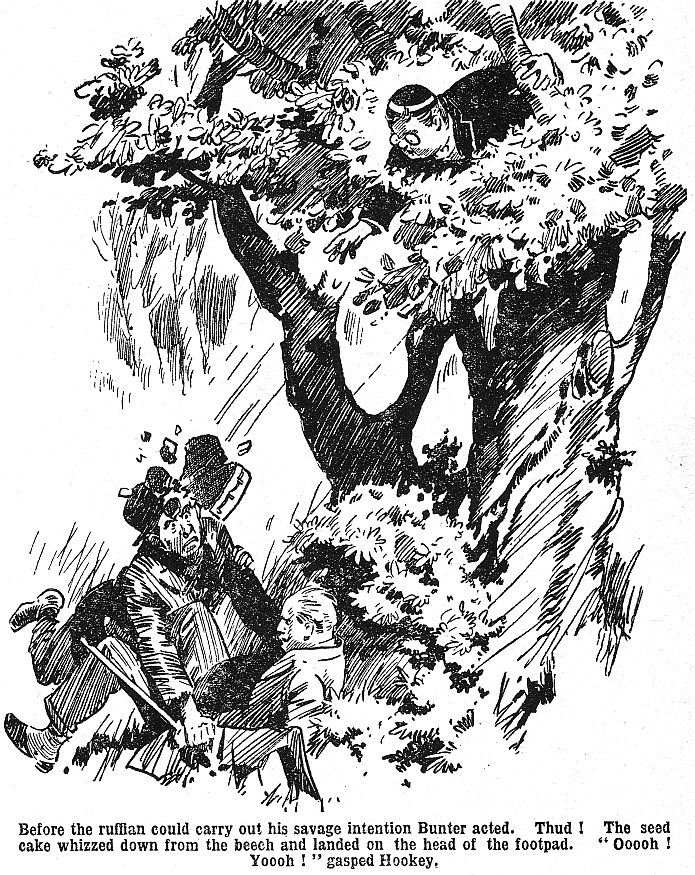 Before the ruffian could carry out his savage intention Bunter acted. Thud ! The seed
cake whizzed down from the beech and landed on the head of the footpad. “ Ooooh !
Yoooh ! ” gasped Hookey.